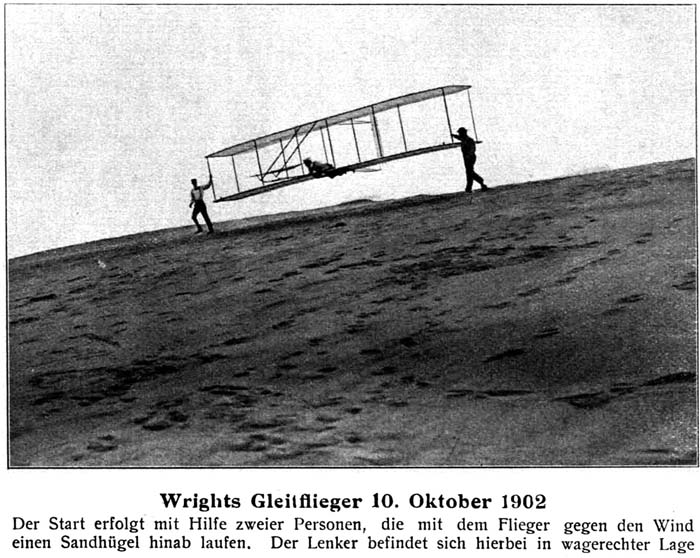 Wrights Gleitflieger 10. Oktober 1902
Der Start erfolgt mit Hilfe zweier Personen, die mit dem Flieger gegen den Wind
einen Sandhügel hinab laufen. Der Lenker befindet sich hierbei in wagerechter Lage